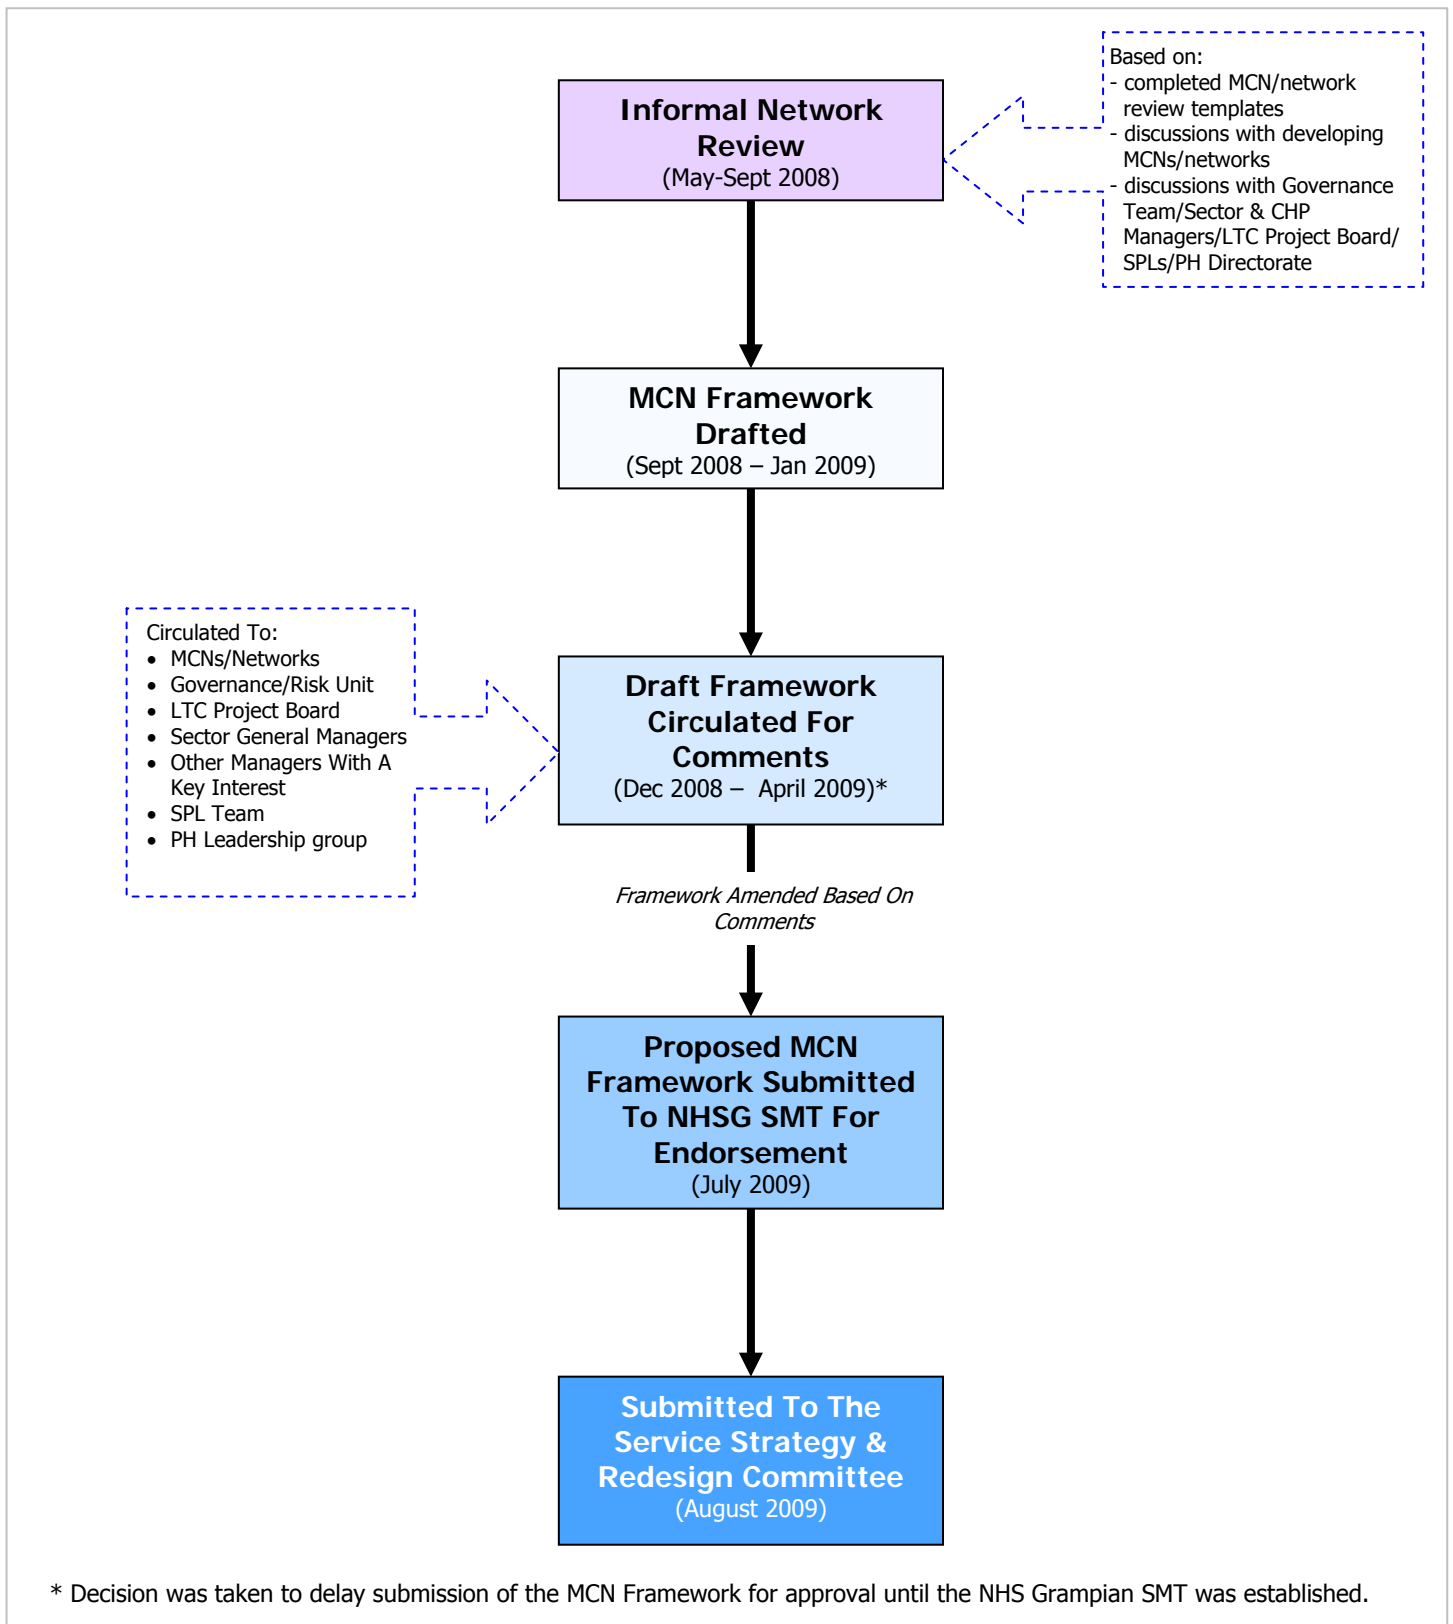 Informal Network
Review
(May-Sept 2008)
Based on:
- completed MCN/network
review templates
- discussions with developing
MCNs/networks
- discussions with Governance
Team/Sector & CHP
Managers/LTC Project Board/
SPLs/PH Directorate
MCN Framework
Drafted
(Sept 2008 – Jan 2009)
Circulated To:
• MCNs/Networks
• Governance/Risk Unit
• LTC Project Board
• Sector General Managers
• Other Managers With A
Key Interest
• SPL Team
• PH Leadership group
Draft Framework
Circulated For
Comments
(Dec 2008 – April 2009)*
Framework Amended Based On
Comments
Proposed MCN
Framework Submitted
To NHSG SMT For
Endorsement
(July 2009)
Submitted To The
Service Strategy &
Redesign Committee
(August 2009)
* Decision was taken to delay submission of the MCN Framework for approval until the NHS Grampian SMT was established.